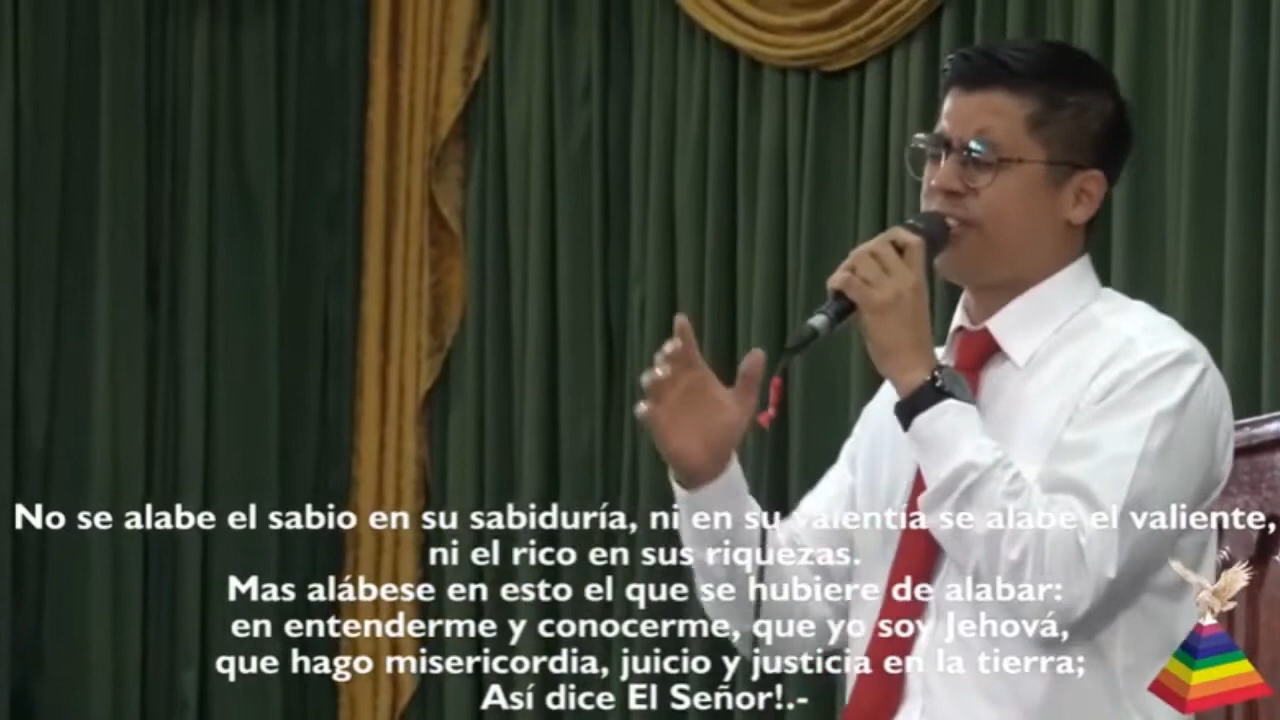 No se alabe el sabio en su sabiduría, ni en su valentía se alabe el valiente,
ni el rico en sus riquezas.
Mas alábese en esto el que se hubiere de alabar:
en entenderme y conocerme, que yo soy Jehová,
que hago misericordia, juicio y justicia en la tierra;
Así dice El Señor!.-